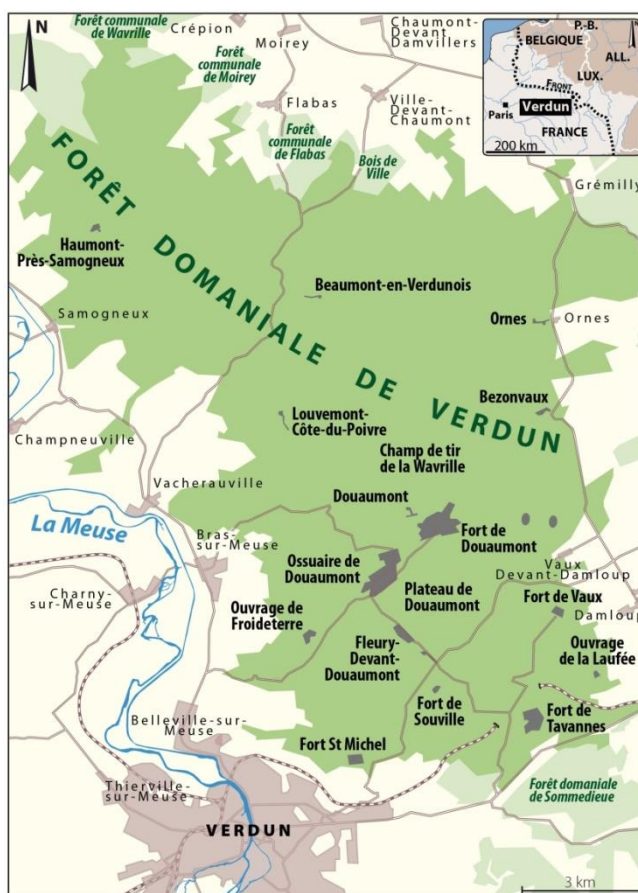 N
Forêt communale
de Wavrille
Crépion
Forêt
communale
de Moirey
Moirey
Chaumont-
Devant
Damvillers
Flabas
Ville-
Devant-
Chaumont
Forêt
communale
de Flabas
Bois de
Ville
P.-B.
N
BELGIQUE
ALL.
LUX.
FRONT
Paris
Verdun
FRANCE
200 km
Grémilly
FORÊT DOMANIALE DE VERDUN
Haumont-
Près-Samogneux
Samogneux
Beaumont-en-Verdunois
Ornes
Ornes
Bezonvaux
Louvemont-
Côte-du-Poivre
Champneuville
Champ de tir
de la Wavrille
Vacherauville
Douaumont
La Meuse
Bras-
sur-Meuse
Fort de
Douaumont
Ossuaire de
Douaumont
Vaux
Devant-Damloup
Charny-
sur-Meuse
Plateau de
Douaumont
Fort de Vaux
Damloup
Ouvrage de
Froideterre
Fleury-
Devant-
Douaumont
Ouvrage
de la Laufée
Fort de
Souville
Belleville-sur-
Meuse
Fort de
Tavannes
Fort St Michel
Thierville-
sur-Meuse
Forêt domaniale
de Sommedieue
VERDUN
3 km